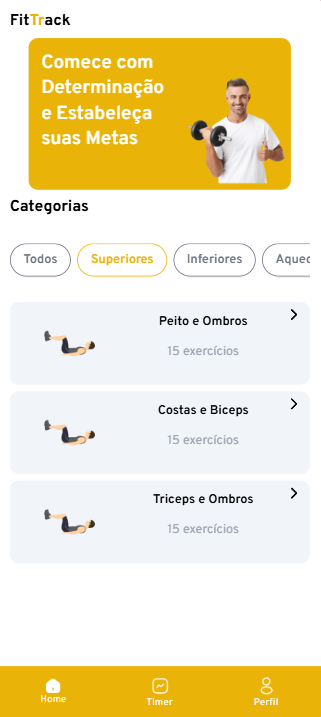 FitTrack
Comece com
Determinação
e Estabeleça
suas Metas
Categorias
Todos
Superiores
Inferiores
Aquec
Peito e Ombros
15 exercícios
Costas e Biceps
15 exercícios
Triceps e Ombros
15 exercícios
Home
Timer
Perfil